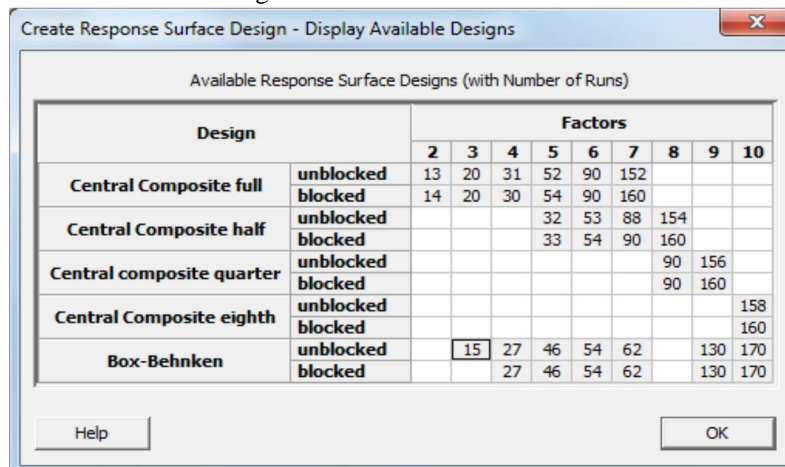 Create Response Surface Design - Display Available Designs
Available Response Surface Designs (with Number of Runs)
Design Factors
2 3 4 5 6 7 8 9 10
Central Composite full unblocked 13 20 31 52 90 152
blocked 14 20 30 54 90 160
Central Composite half unblocked 32 53 88 154
blocked 33 54 90 160
Central composite quarter unblocked 90 156
blocked 90 160
Central Composite eighth unblocked 158
blocked 160
Box-Behnken unblocked 15 27 46 54 62 130 170
blocked 27 46 54 62 130 170
Help OK